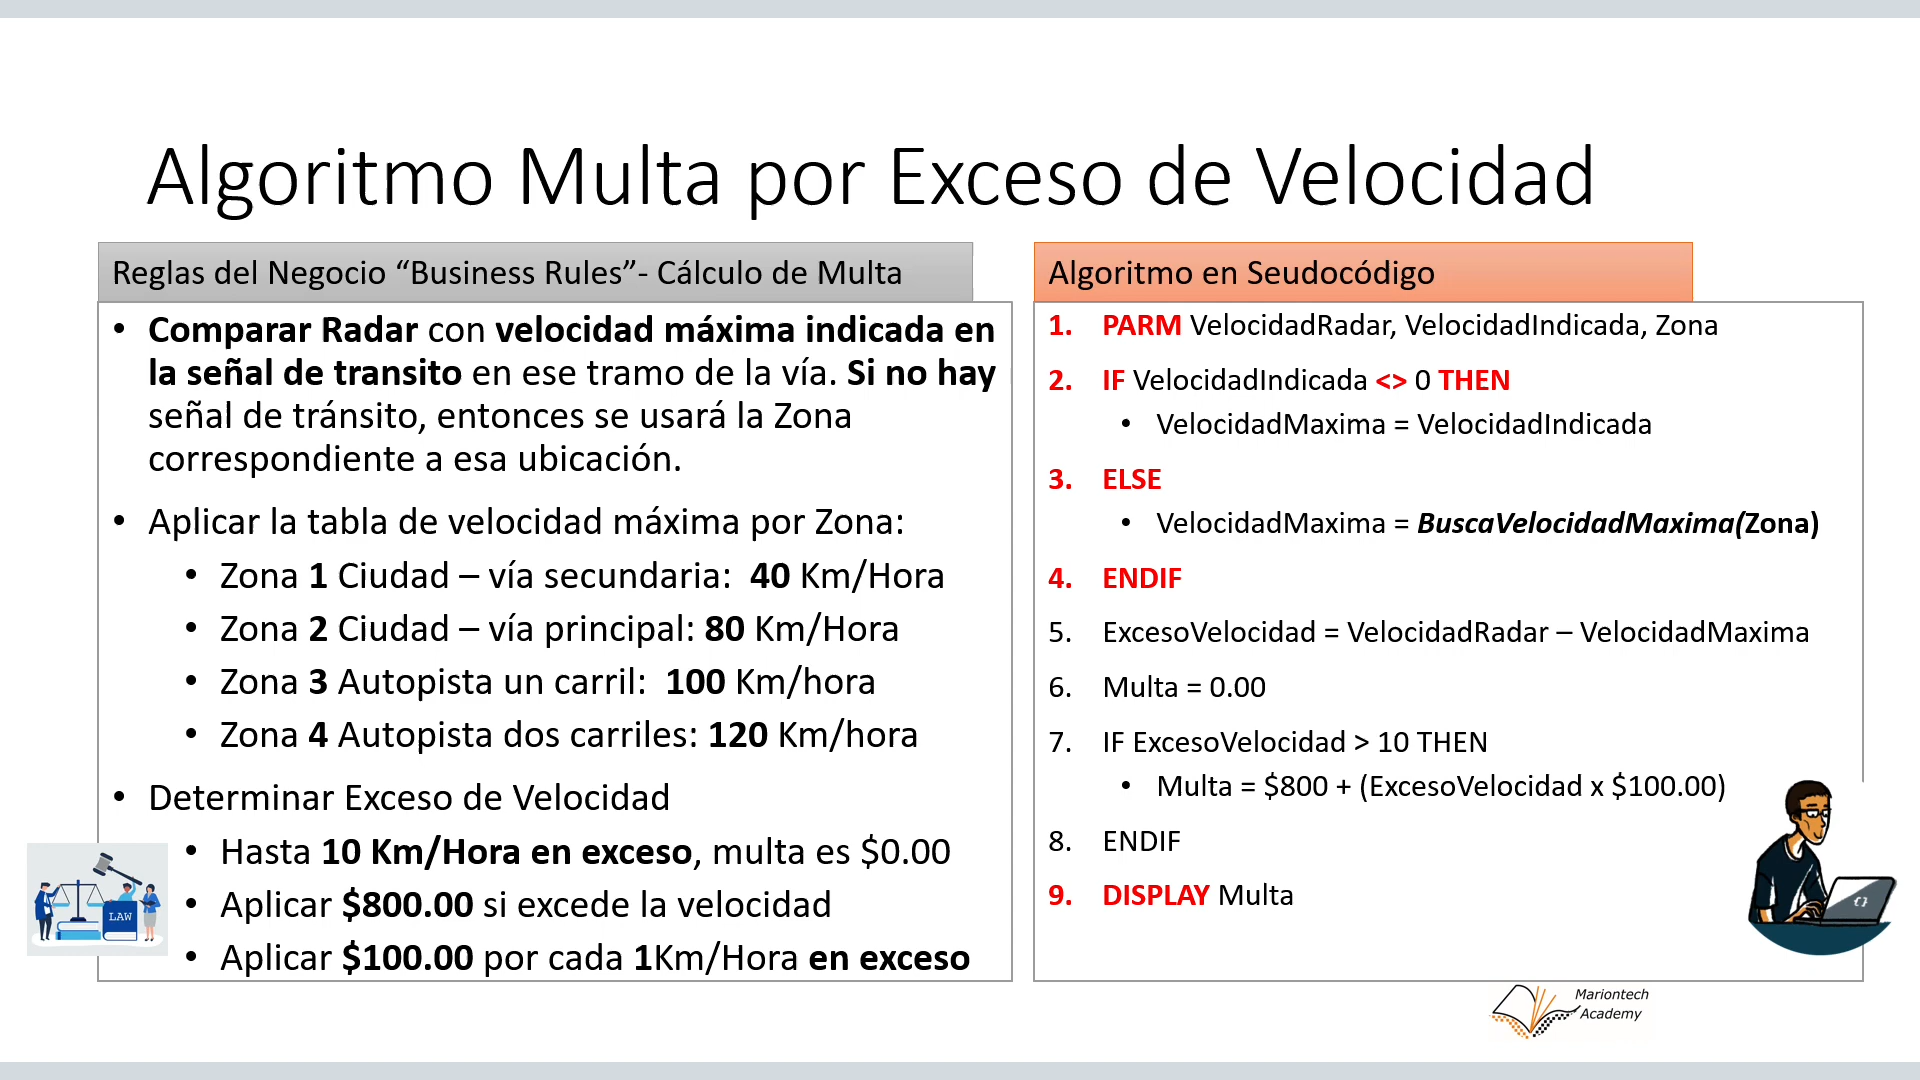 Algoritmo Multa por Exceso de Velocidad
Reglas del Negocio “Business Rules”- Cálculo de Multa
• Comparar Radar con velocidad máxima indicada en
la señal de transito en ese tramo de la vía. Si no hay
señal de tránsito, entonces se usará la Zona
correspondiente a esa ubicación.
• Aplicar la tabla de velocidad máxima por Zona:
• Zona 1 Ciudad – vía secundaria: 40 Km/Hora
• Zona 2 Ciudad – vía principal: 80 Km/Hora
• Zona 3 Autopista un carril: 100 Km/hora
• Zona 4 Autopista dos carriles: 120 Km/hora
• Determinar Exceso de Velocidad
• Hasta 10 Km/Hora en exceso, multa es $0.00
• Aplicar $800.00 si excede la velocidad
• Aplicar $100.00 por cada 1Km/Hora en exceso
LAW
Algoritmo en Seudocódigo
1. PARM VelocidadRadar, VelocidadIndicada, Zona
2. IF VelocidadIndicada <> 0 THEN
• VelocidadMaxima = VelocidadIndicada
3. ELSE
• VelocidadMaxima = BuscaVelocidadMaxima(Zona)
4. ENDIF
5. ExcesoVelocidad = VelocidadRadar – VelocidadMaxima
6. Multa = 0.00
7. IF ExcesoVelocidad > 10 THEN
• Multa = $800 + (ExcesoVelocidad x $100.00)
8. ENDIF
9. DISPLAY Multa
{}
Mariontech
Academy